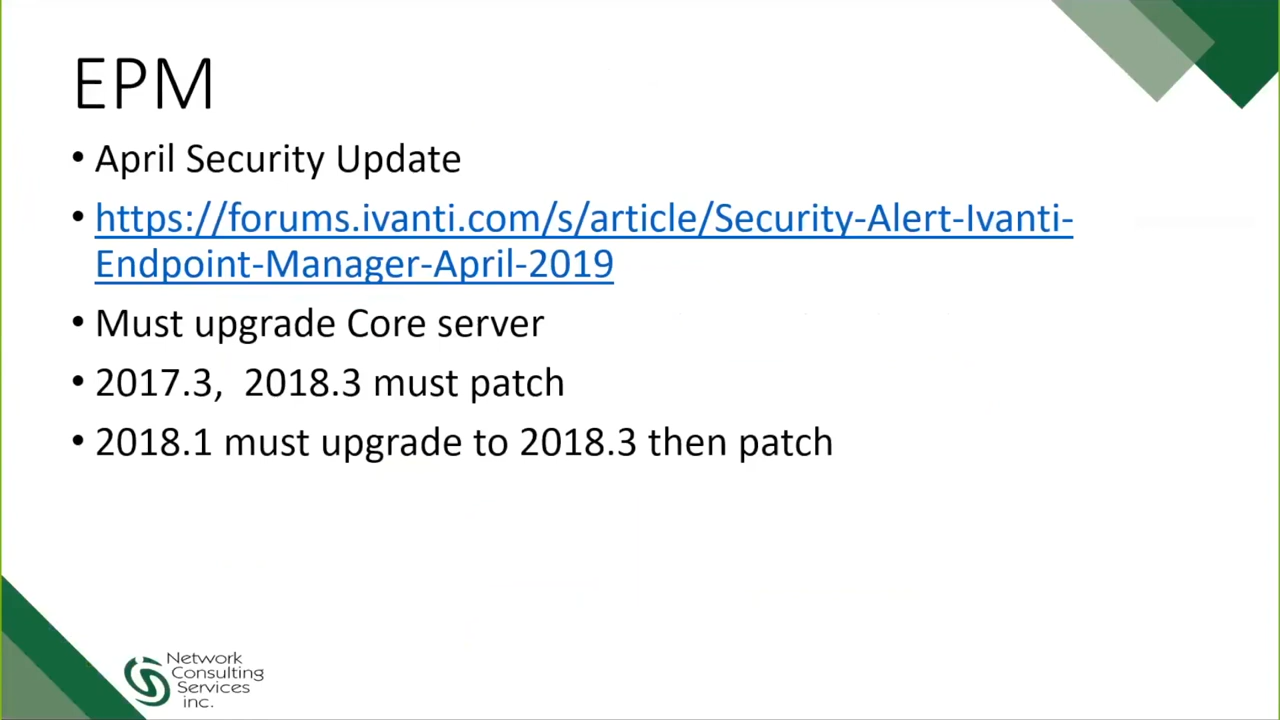 EPM
• April Security Update
• https://forums.ivanti.com/s/article/Security-Alert-Ivanti-
Endpoint-Manager-April-2019
• Must upgrade Core server
• 2017.3,  2018.3 must patch
• 2018.1 must upgrade to 2018.3 then patch
Network
Consulting
Services
inc.